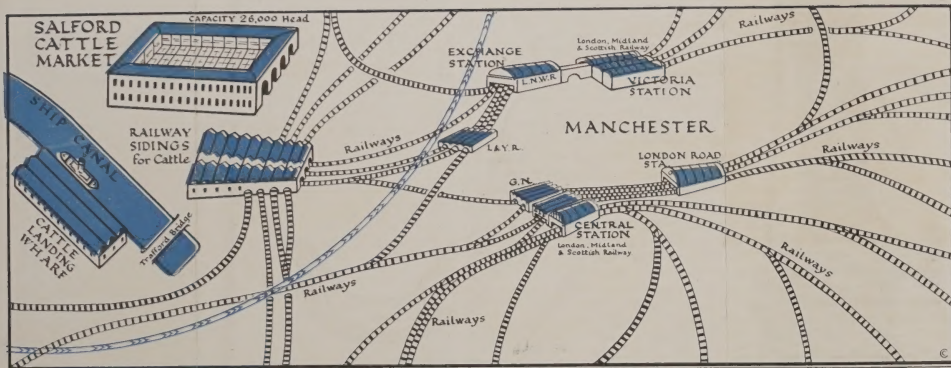 SALFORD
CATTLE
MARKET
CAPACITY 26,000 Head
SHIP CANAL
CATTLE
LANDING
WHARF
Trafford Bridge
RAILWAY
SIDINGS
for Cattle
Railways
EXCHANGE
STATION
L.N.W.R.
London, Midland
& Scottish Railway
VICTORIA
STATION
Railways
L&Y.R.
MANCHESTER
LONDON ROAD
STA.
Railways
G.N.
CENTRAL
STATION
London, Midland
& Scottish Railway
Railways
Railways
Railways
©